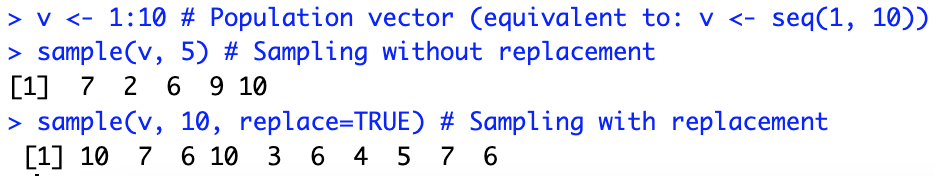 > v <- 1:10 # Population vector (equivalent to: v <- seq(1, 10))
> sample(v, 5) # Sampling without replacement
[1]  7  2  6  9 10
> sample(v, 10, replace=TRUE) # Sampling with replacement
 [1] 10  7  6 10  3  6  4  5  7  6